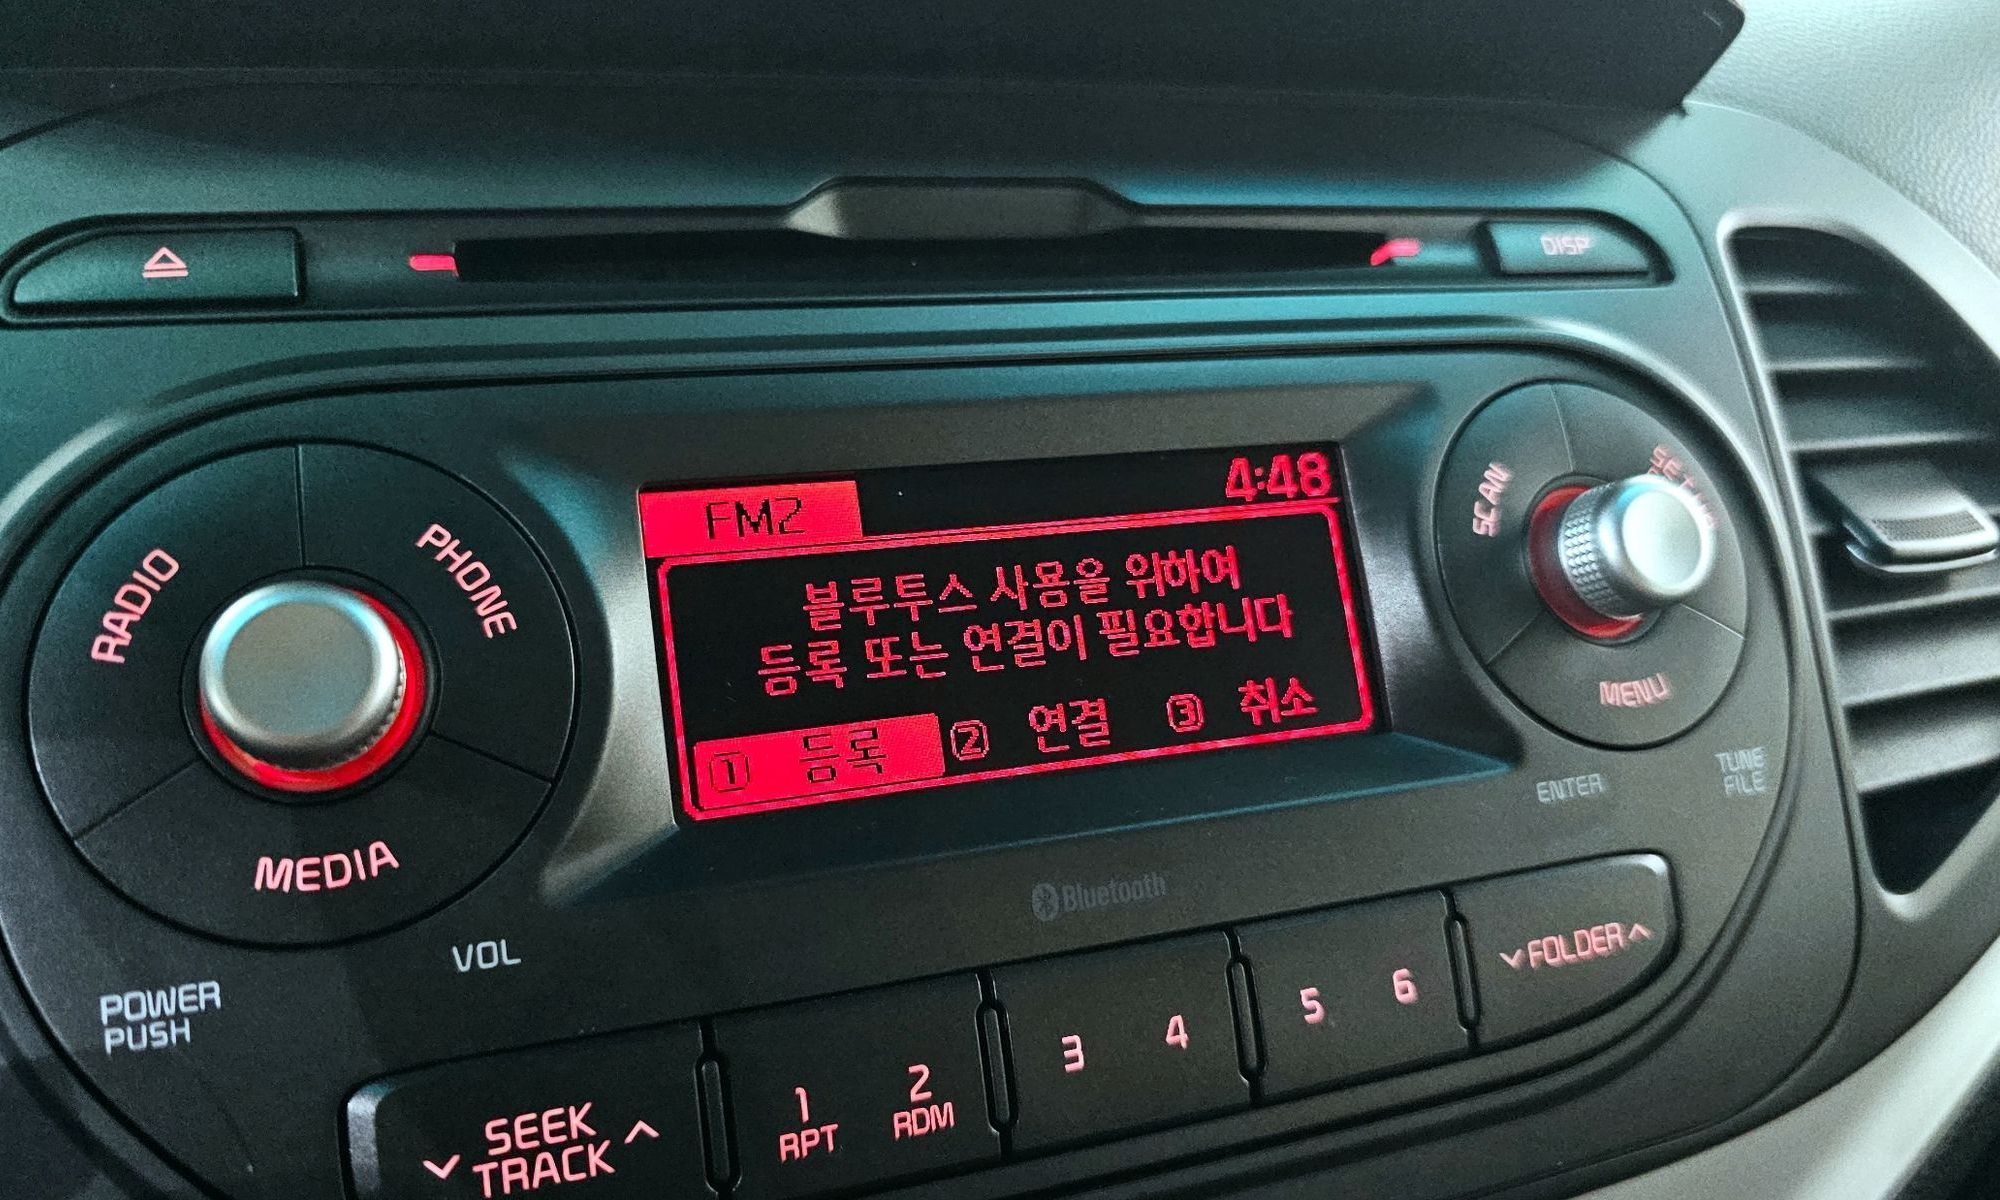 DISP
RADIO
PHONE
MEDIA
VOL
POWER
PUSH
FM2
4:48
블루투스 사용을 위하여
등록 또는 연결이 필요합니다
1 등록 2 연결 3 취소
SCAN
SETUP
MENU
ENTER
TUNE
FILE
Bluetooth
SEEK
TRACK
1
RPT
2
RDM
3
4
5
6
FOLDER